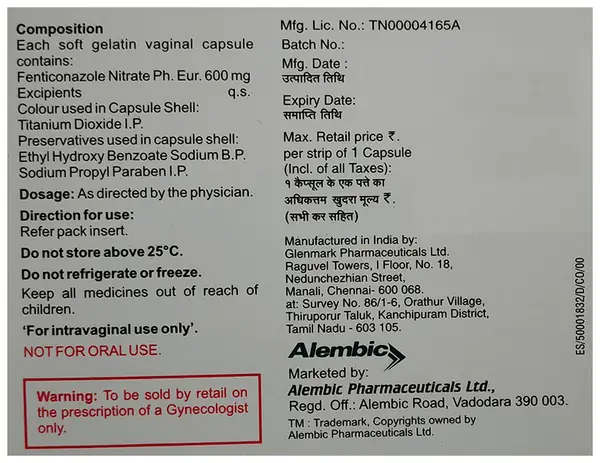 Composition
Each soft gelatin vaginal capsule
contains:
Fenticonazole Nitrate Ph. Eur. 600 mg
Excipients q.s.
Colour used in Capsule Shell:
Titanium Dioxide I.P.
Preservatives used in capsule shell:
Ethyl Hydroxy Benzoate Sodium B.P.
Sodium Propyl Paraben I.P.
Dosage: As directed by the physician.
Direction for use:
Refer pack insert.
Do not store above 25°C.
Do not refrigerate or freeze.
Keep all medicines out of reach of
children.
'For intravaginal use only'.
NOT FOR ORAL USE.
Warning: To be sold by retail on
the prescription of a Gynecologist
only.
Mfg. Lic. No.: TN00004165A
Batch No.:
Mfg. Date :
उत्पादित तिथि
Expiry Date:
समाप्ति तिथि
Max. Retail price ₹.
per strip of 1 Capsule
(Incl. of all Taxes):
१ कैप्सूल के एक पत्ते का
अधिकत्तम खुदरा मूल्य ₹.
(सभी कर सहित)
Manufactured in India by:
Glenmark Pharmaceuticals Ltd.
Raguvel Towers, I Floor, No. 18,
Nedunchezhian Street,
Manali, Chennai- 600 068.
at: Survey No. 86/1-6, Orathur Village,
Thiruporur Taluk, Kanchipuram District,
Tamil Nadu - 603 105.
Alembic
Marketed by:
Alembic Pharmaceuticals Ltd.,
Regd. Off.: Alembic Road, Vadodara 390 003.
TM : Trademark, Copyrights owned by
Alembic Pharmaceuticals Ltd.
ES/50001832/D/CO/00